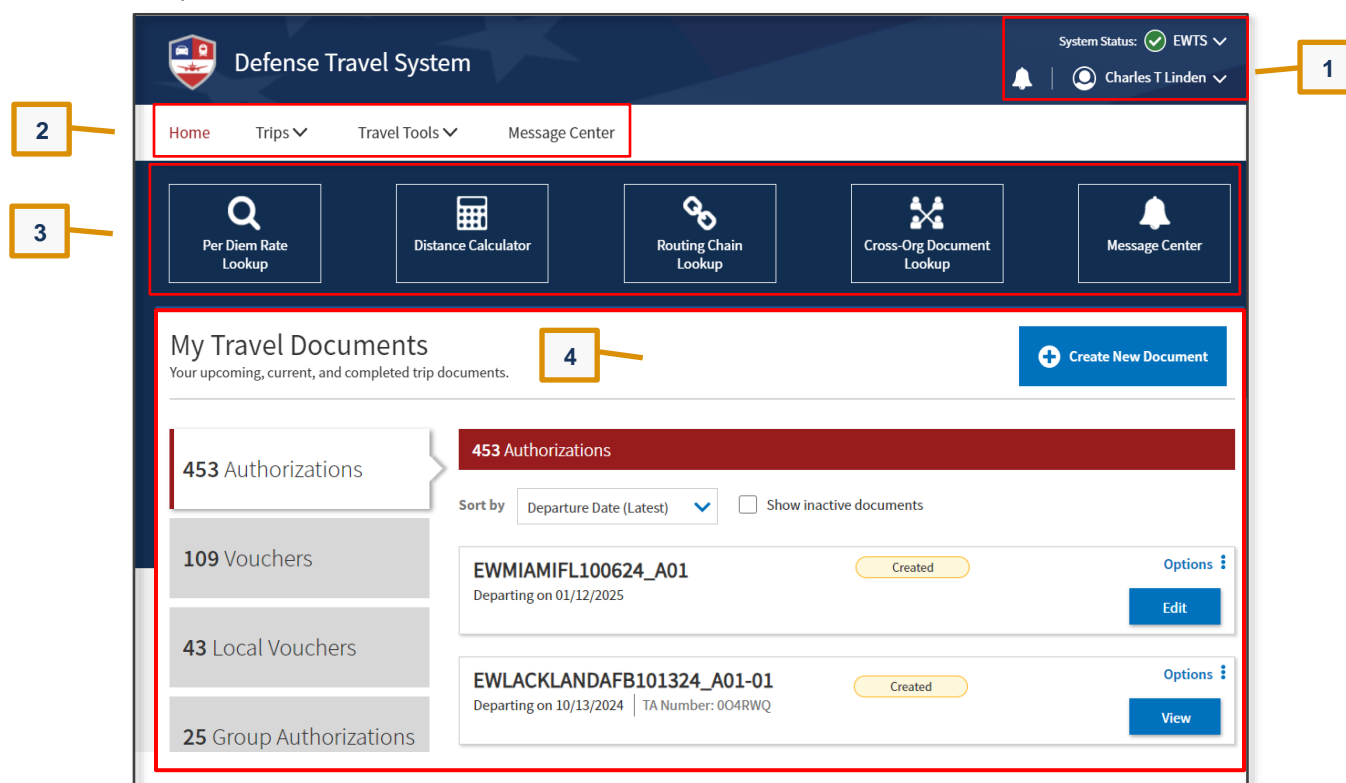 System Status: EWTS
Defense Travel System
Charles T Linden
1
2
Home Trips Travel Tools Message Center
3
Per Diem Rate
Lookup
Distance Calculator
Routing Chain
Lookup
Cross-Org Document
Lookup
Message Center
My Travel Documents
Your upcoming, current, and completed trip documents.
4
Create New Document
453 Authorizations
109 Vouchers
43 Local Vouchers
25 Group Authorizations
453 Authorizations
Sort by Departure Date (Latest) Show inactive documents
EWMIAMIFL100624_A01
Departing on 01/12/2025
Created
Options
Edit
EWLACKLANDAFB101324_A01-01
Departing on 10/13/2024 | TA Number: 0O4RWQ
Created
Options
View